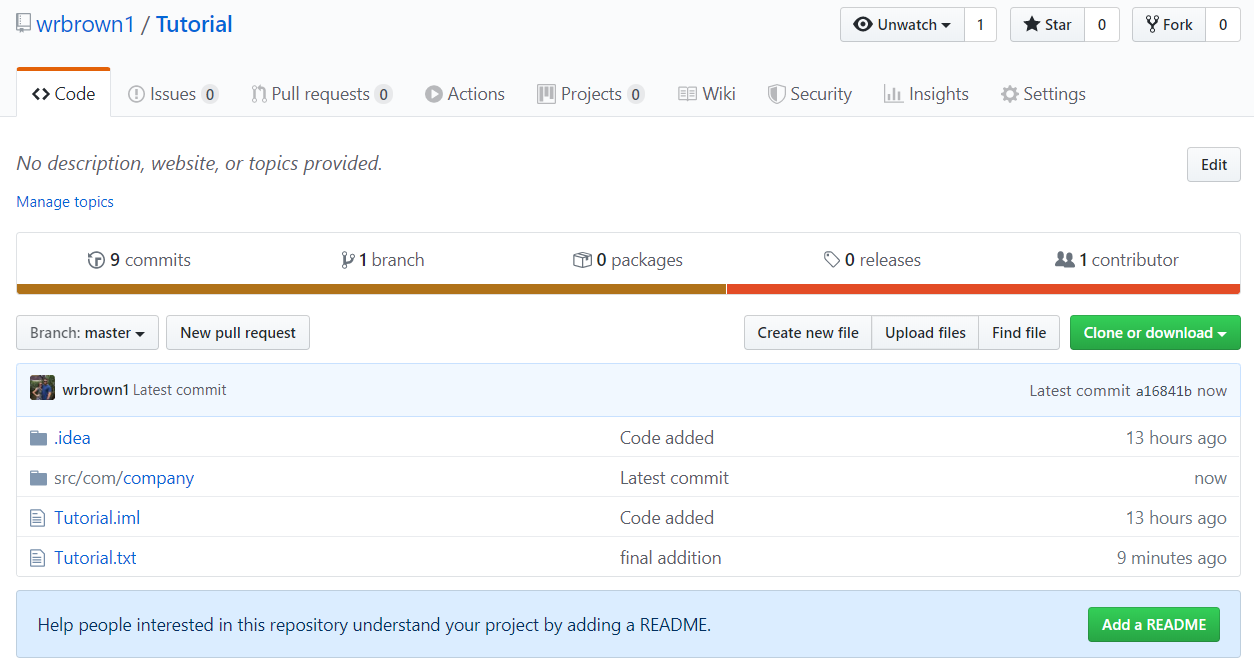 wrbrown1 / Tutorial
Unwatch 1 Star 0 Fork 0
Code Issues 0 Pull requests 0 Actions Projects 0 Wiki Security Insights Settings
No description, website, or topics provided.
Edit
Manage topics
9 commits 1 branch 0 packages 0 releases 1 contributor
Branch: master New pull request Create new file Upload files Find file Clone or download
wrbrown1 Latest commit Latest commit a16841b now
.idea Code added 13 hours ago
src/com/company Latest commit now
Tutorial.iml Code added 13 hours ago
Tutorial.txt final addition 9 minutes ago
Help people interested in this repository understand your project by adding a README. Add a README